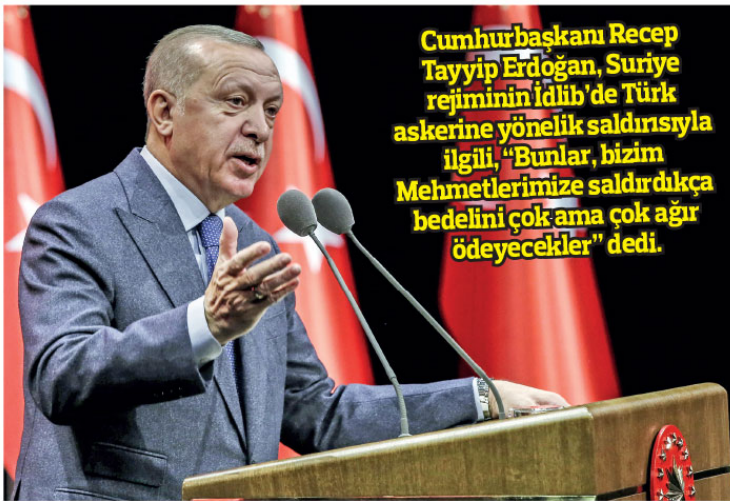 Cumhurbaşkanı Recep
Tayyip Erdoğan, Suriye
rejiminin İdlib’de Türk
askerine yönelik saldırısıyla
ilgili, “Bunlar, bizim
Mehmetlerimize saldırdıkça
bedelini çok ama çok ağır
ödeyecekler” dedi.